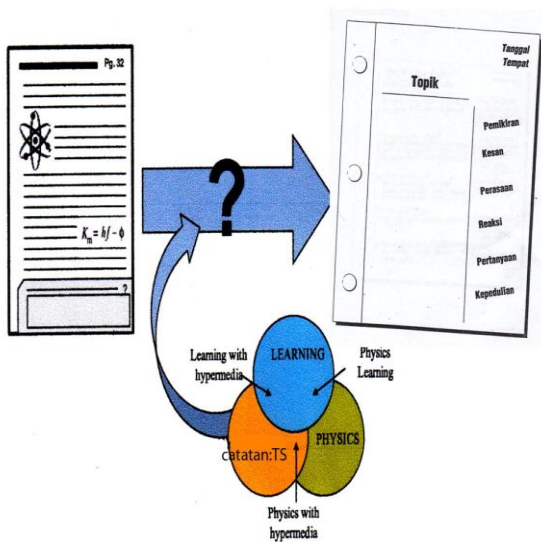 Pg. 32
Kₘ = hf - ϕ
?
?
Tanggal
Tempat
Topik
Pemikiran
Kesan
Perasaan
Reaksi
Pertanyaan
Kepedulian
LEARNING
Learning with
hypermedia
Physics
Learning
PHYSICS
catatan:TS
Physics with
hypermedia